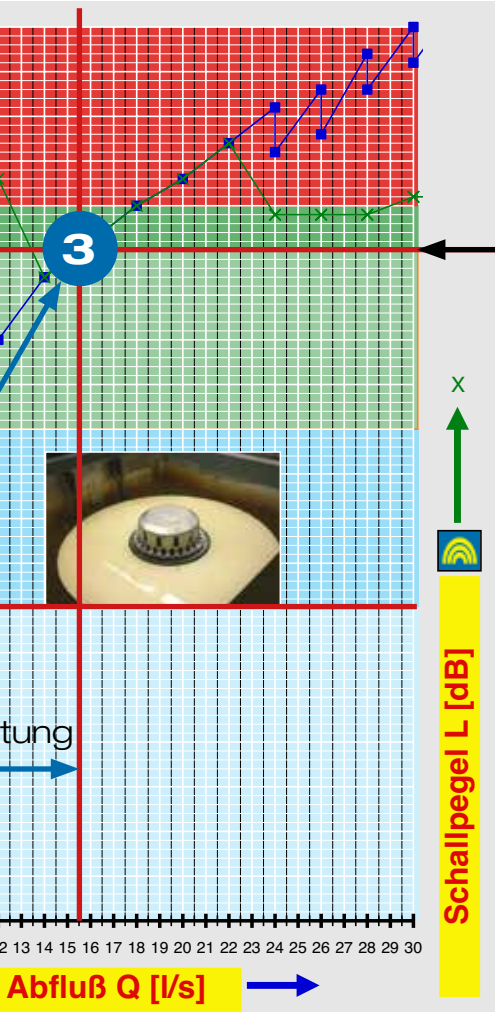 3
x
Schallpegel L [dB]
tung
2 13 14 15 16 17 18 19 20 21 22 23 24 25 26 27 28 29 30
Abfluß Q [l/s]